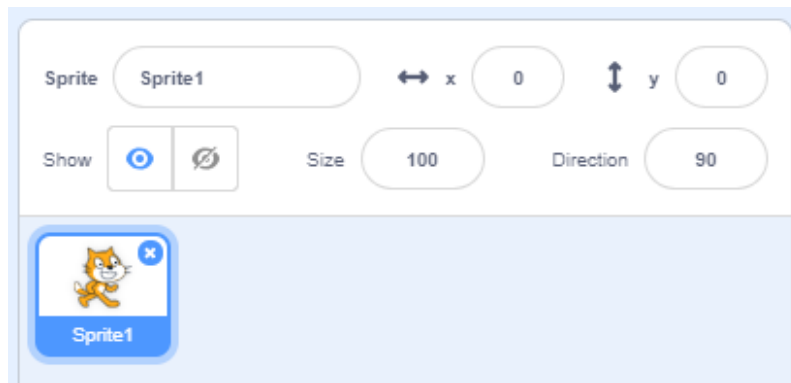 Sprite Sprite1 x 0 y 0
Show Size 100 Direction 90
Sprite1